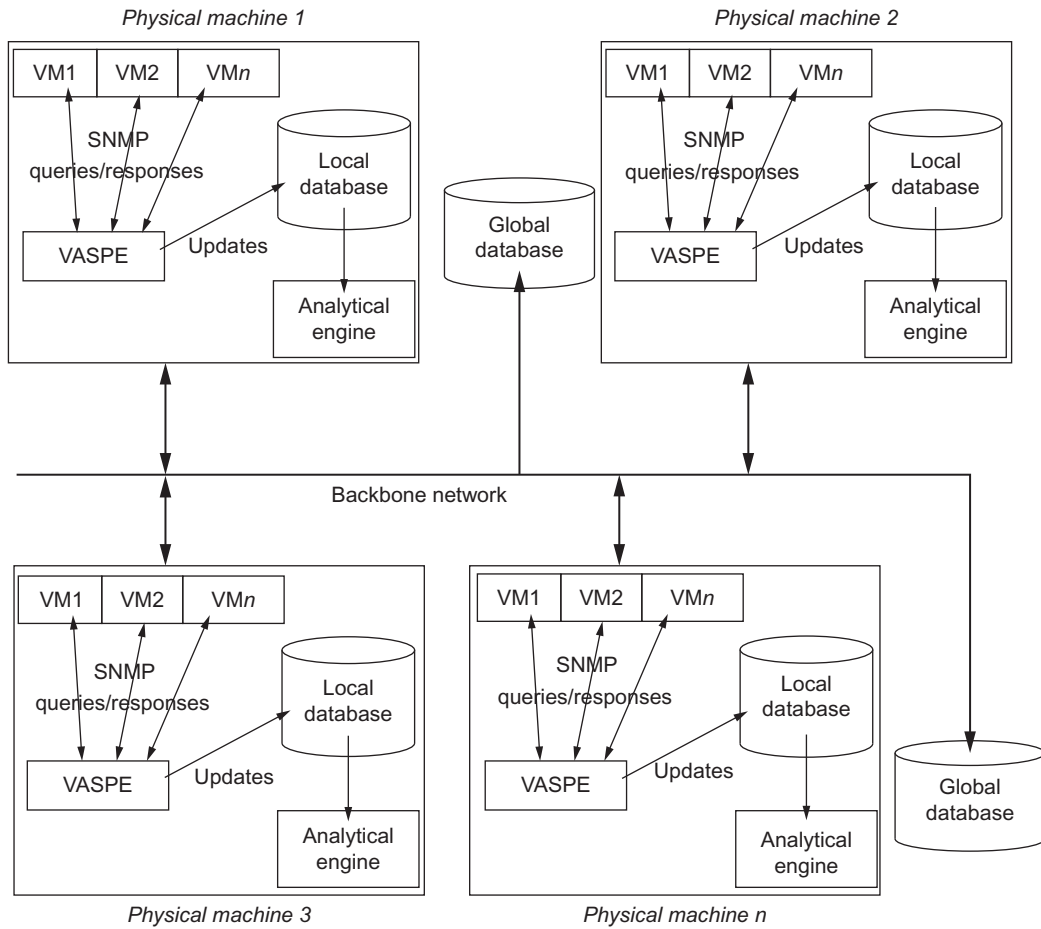 Physical machine 1
VM1
VM2
VMn
SNMP
queries/responses
Local
database
VASPE
Updates
Analytical
engine
Global
database
Physical machine 2
VM1
VM2
VMn
SNMP
queries/responses
Local
database
VASPE
Updates
Analytical
engine
Backbone network
VM1
VM2
VMn
SNMP
queries/responses
Local
database
VASPE
Updates
Analytical
engine
Physical machine 3
VM1
VM2
VMn
SNMP
queries/responses
Local
database
VASPE
Updates
Analytical
engine
Physical machine n
Global
database